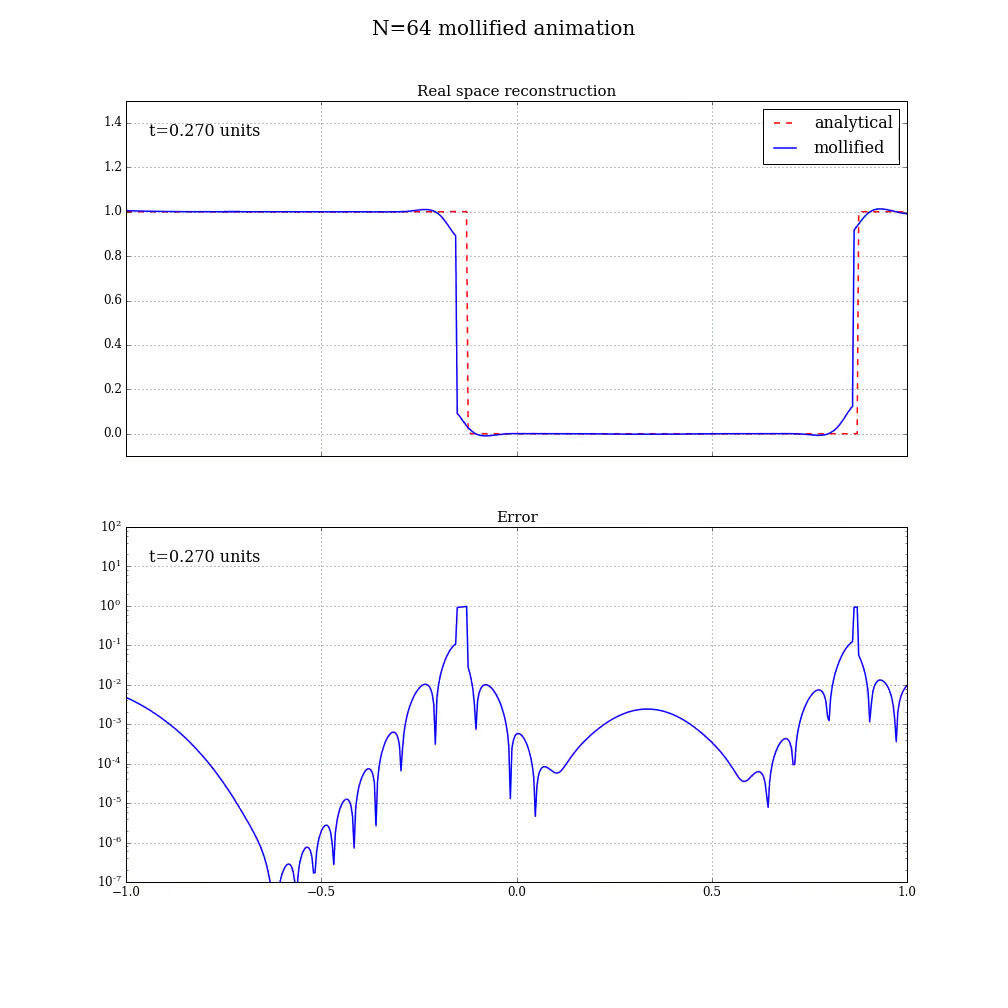 N=64 mollified animation
Real space reconstruction
t=0.270 units
analytical
mollified
1.4
1.2
1.0
0.8
0.6
0.4
0.2
0.0
Error
t=0.270 units
10²
10¹
10⁰
10⁻¹
10⁻²
10⁻³
10⁻⁴
10⁻⁵
10⁻⁶
10⁻⁷
−1.0 −0.5 0.0 0.5 1.0